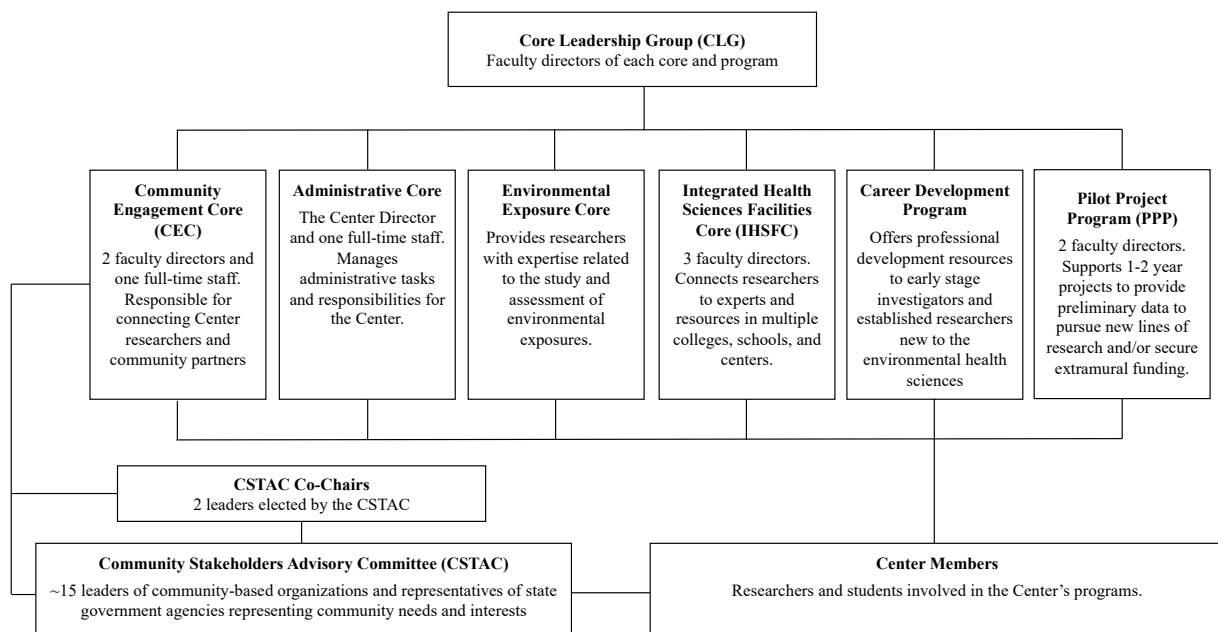 Core Leadership Group (CLG)
Faculty directors of each core and program
Community
Engagement Core
(CEC)
2 faculty directors and
one full-time staff.
Responsible for
connecting Center
researchers and
community partners
Administrative Core
The Center Director
and one full-time staff.
Manages
administrative tasks
and responsibilities for
the Center.
Environmental
Exposure Core
Provides researchers
with expertise related
to the study and
assessment of
environmental
exposures.
Integrated Health
Sciences Facilities
Core (IHSFC)
3 faculty directors.
Connects researchers
to experts and
resources in multiple
colleges, schools, and
centers.
Career Development
Program
Offers professional
development resources
to early stage
investigators and
established researchers
new to the
environmental health
sciences
Pilot Project
Program (PPP)
2 faculty directors.
Supports 1-2 year
projects to provide
preliminary data to
pursue new lines of
research and/or secure
extramural funding.
CSTAC Co-Chairs
2 leaders elected by the CSTAC
Community Stakeholders Advisory Committee (CSTAC)
~15 leaders of community-based organizations and representatives of state
government agencies representing community needs and interests
Center Members
Researchers and students involved in the Center’s programs.